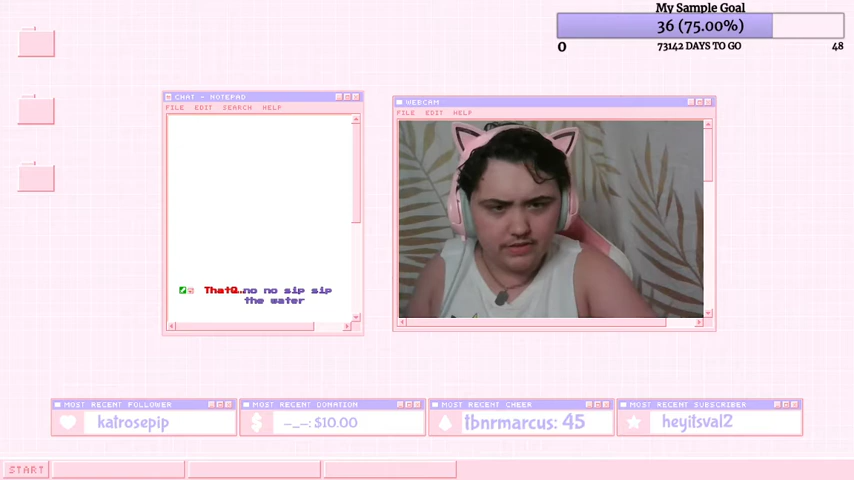 My Sample Goal
36 (75.00%)
0 73142 DAYS TO GO 48
CHAT - NOTEPAD
FILE EDIT SEARCH HELP
ThatQ… no no sip sip
the water
WEBCAM
FILE EDIT HELP
MOST RECENT FOLLOWER
katrosepip
MOST RECENT DONATION
$ -_-: $10.00
MOST RECENT CHEER
tbnrmarcus: 45
MOST RECENT SUBSCRIBER
heyitsval2
START